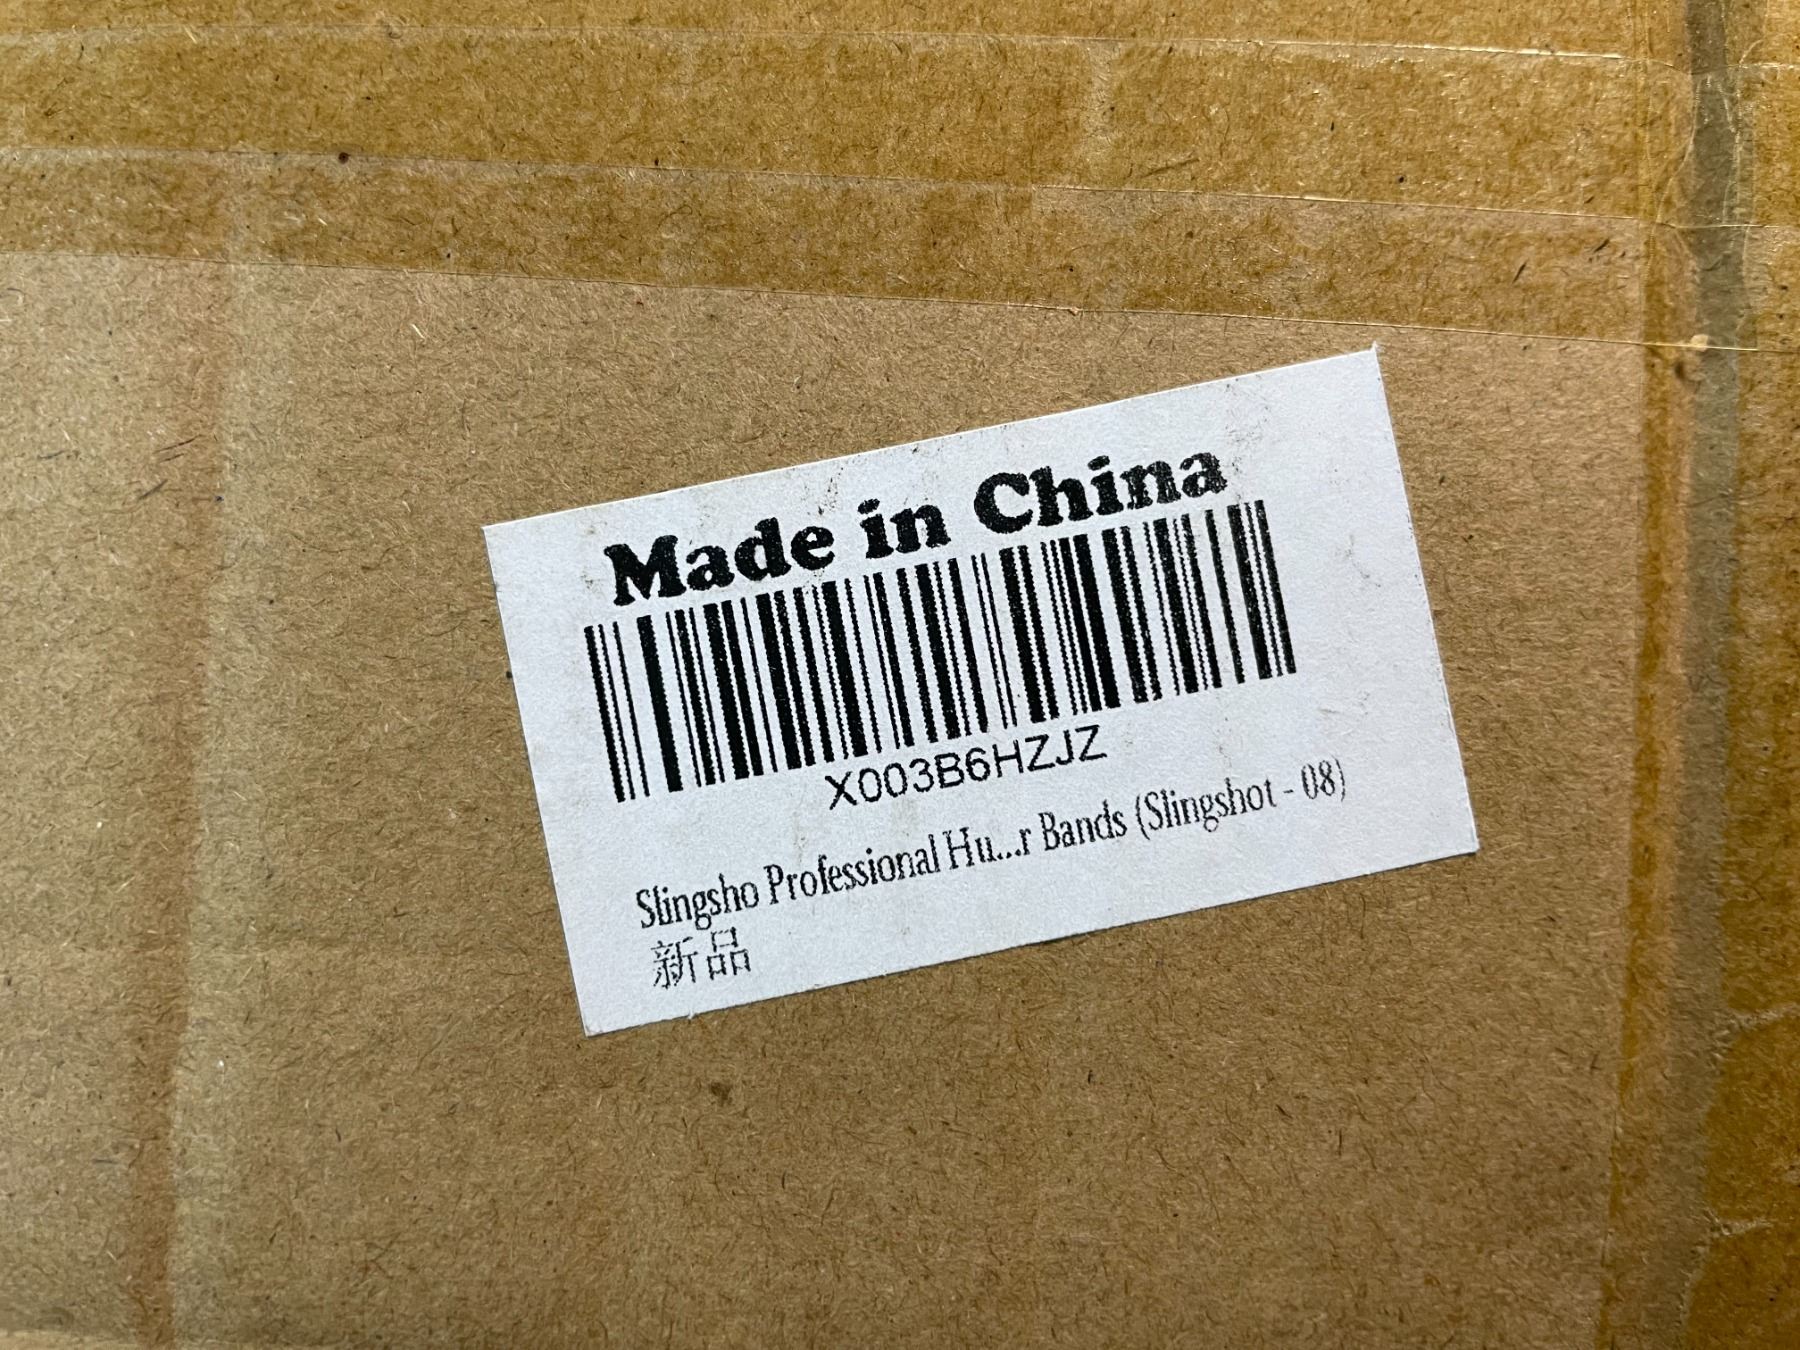 Made in China
X003B6HZJZ
Slingsho Professional Hu...r Bands (Slingshot - 08)
新品